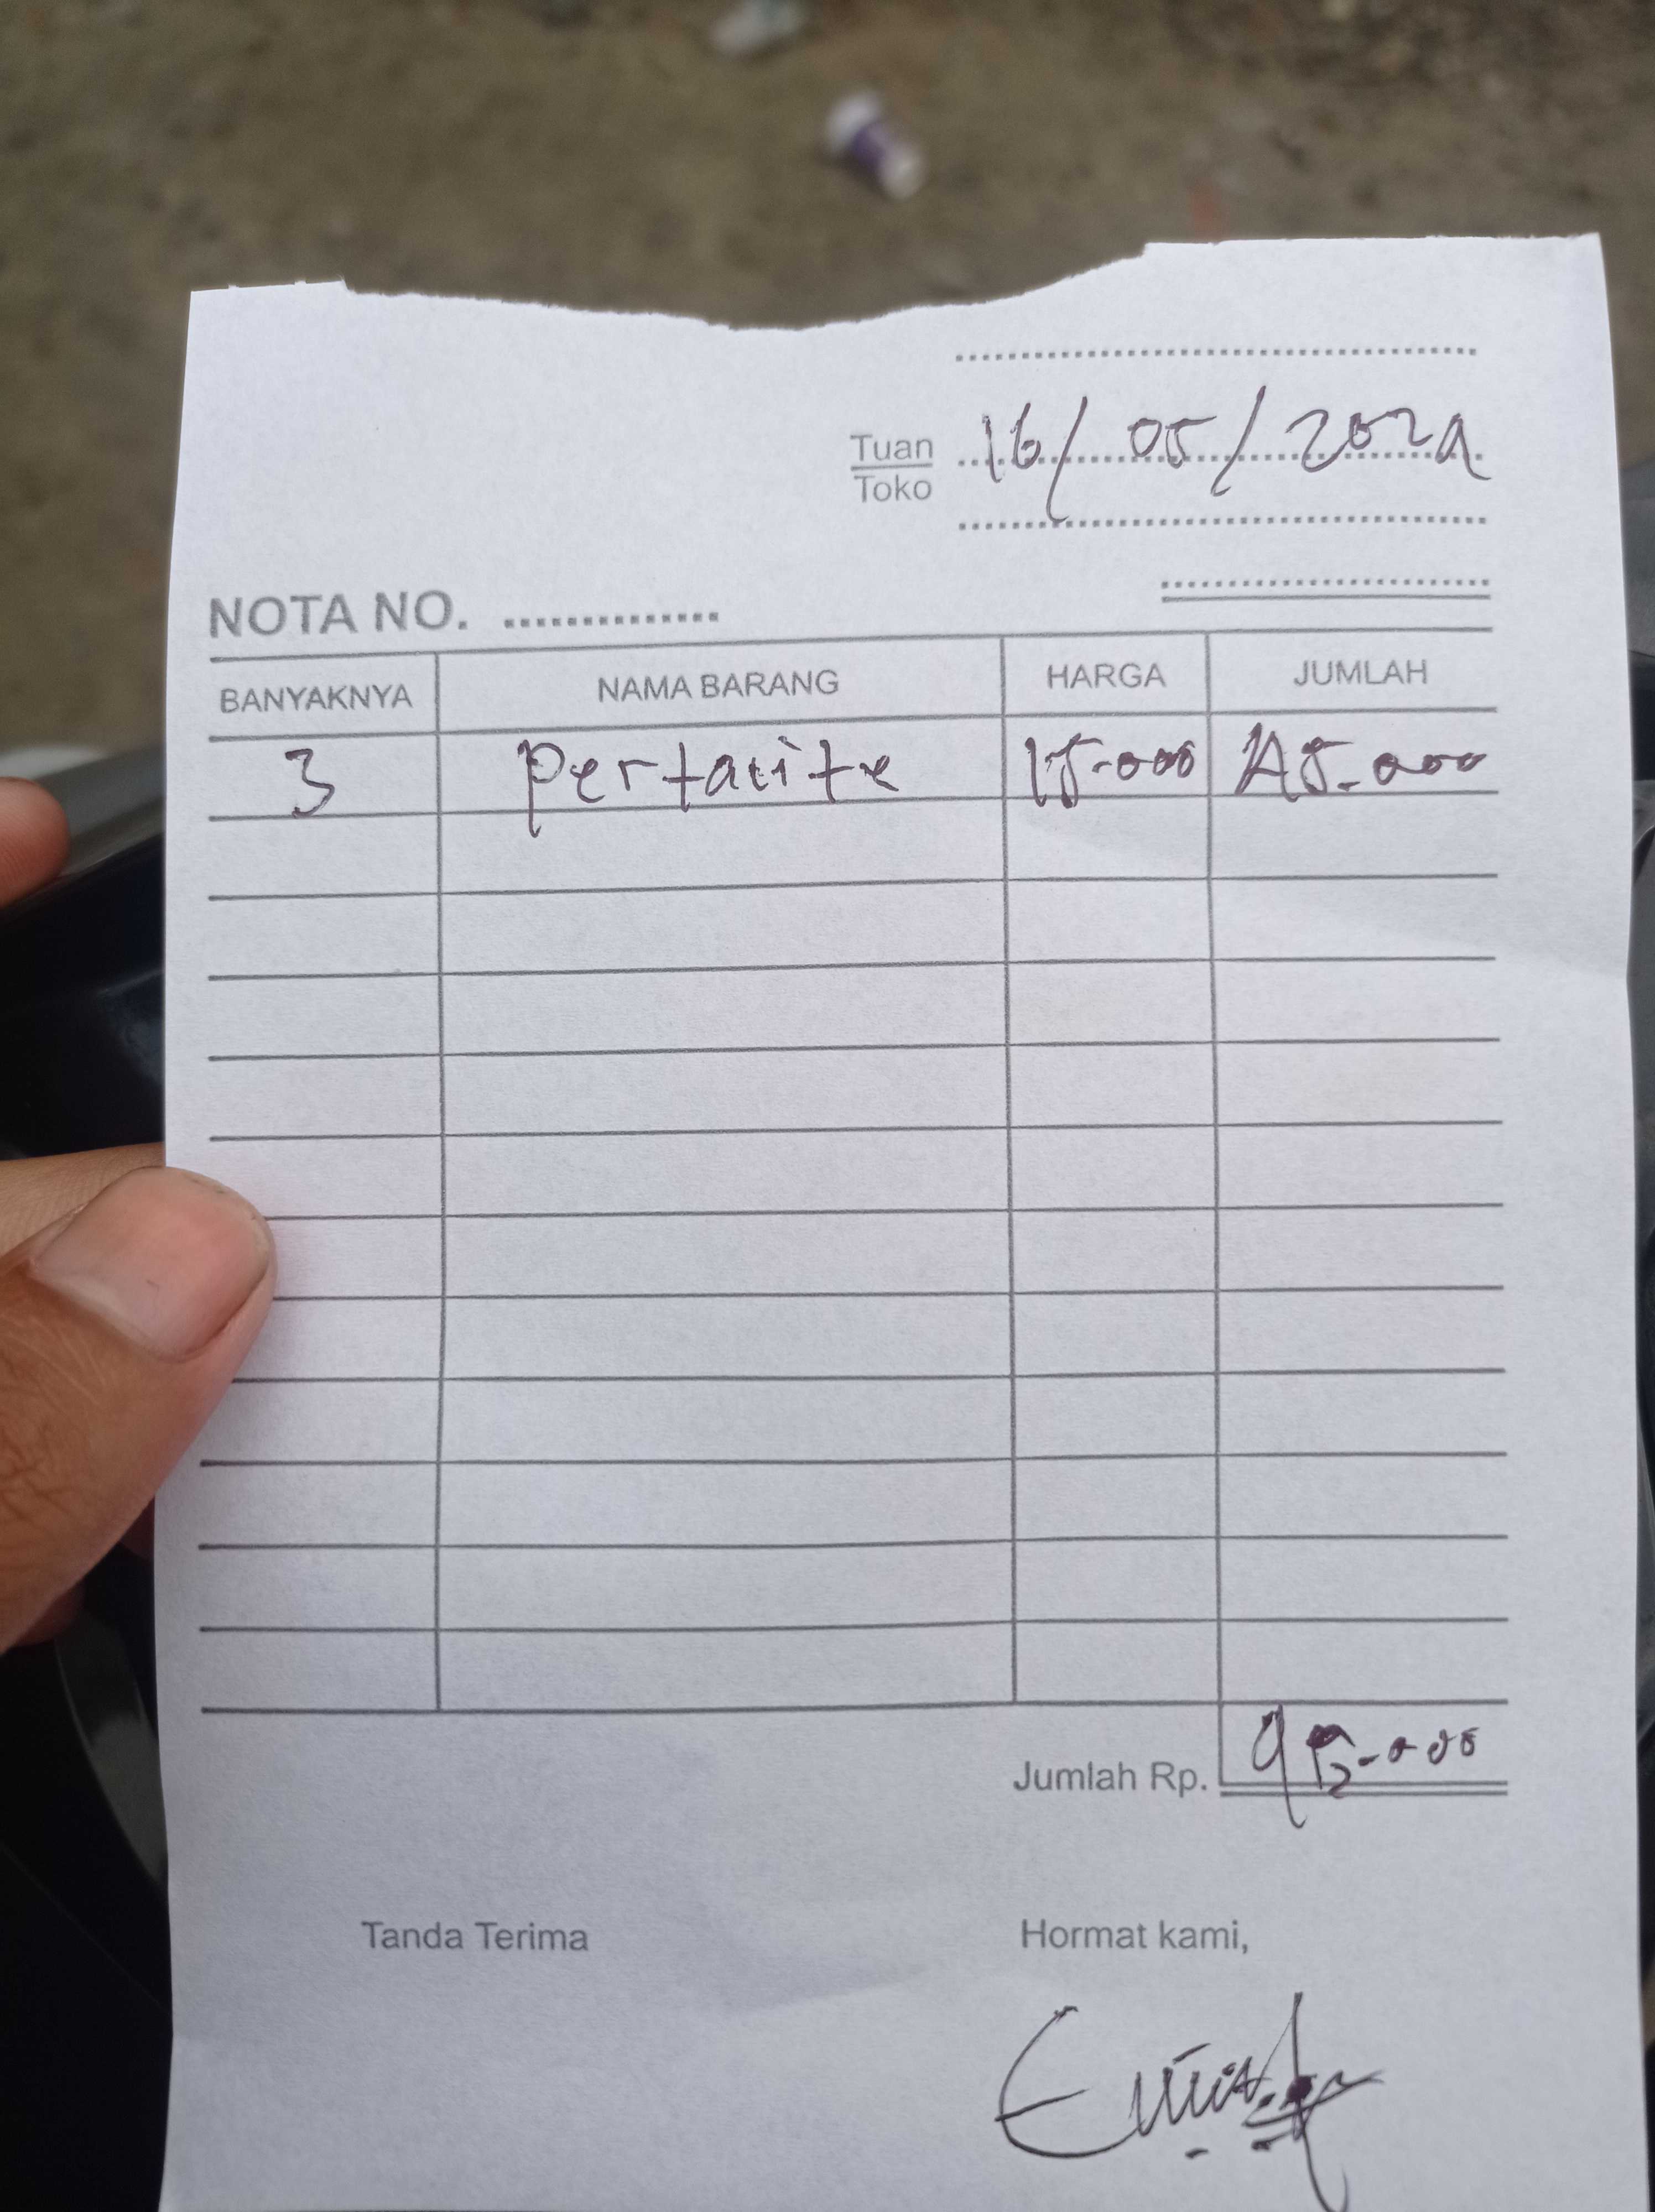 Tuan
Toko
16/05/2024
NOTA NO. ..............
BANYAKNYA NAMA BARANG HARGA JUMLAH
3 Pertalite 15.000 45.000
Jumlah Rp. 45.000
Tanda Terima Hormat kami,